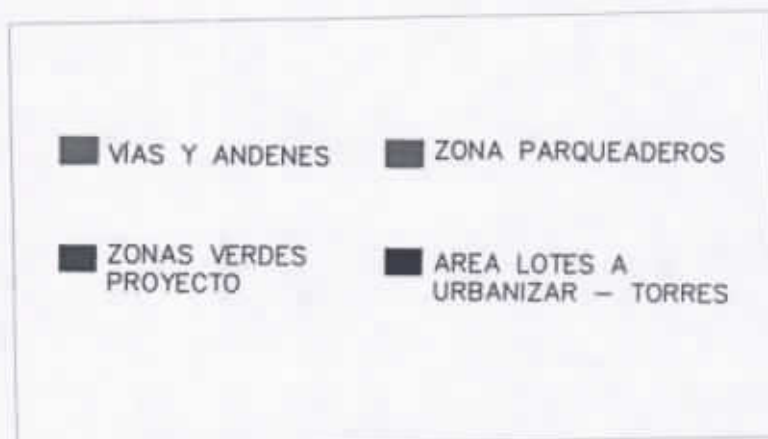 VÍAS Y ANDENES
ZONA PARQUEADEROS
ZONAS VERDES
PROYECTO
AREA LOTES A
URBANIZAR – TORRES